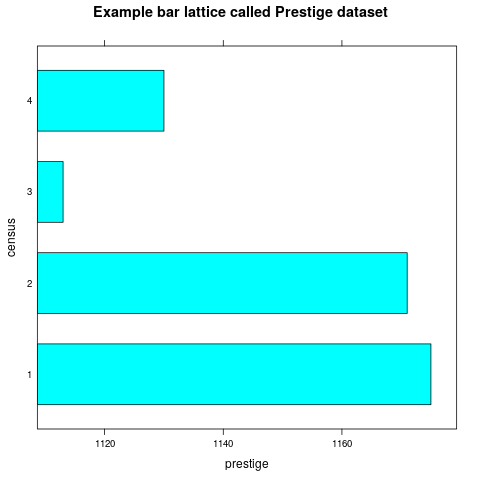 Example bar lattice called Prestige dataset
4
3
2
1
census
1120 1140 1160
prestige